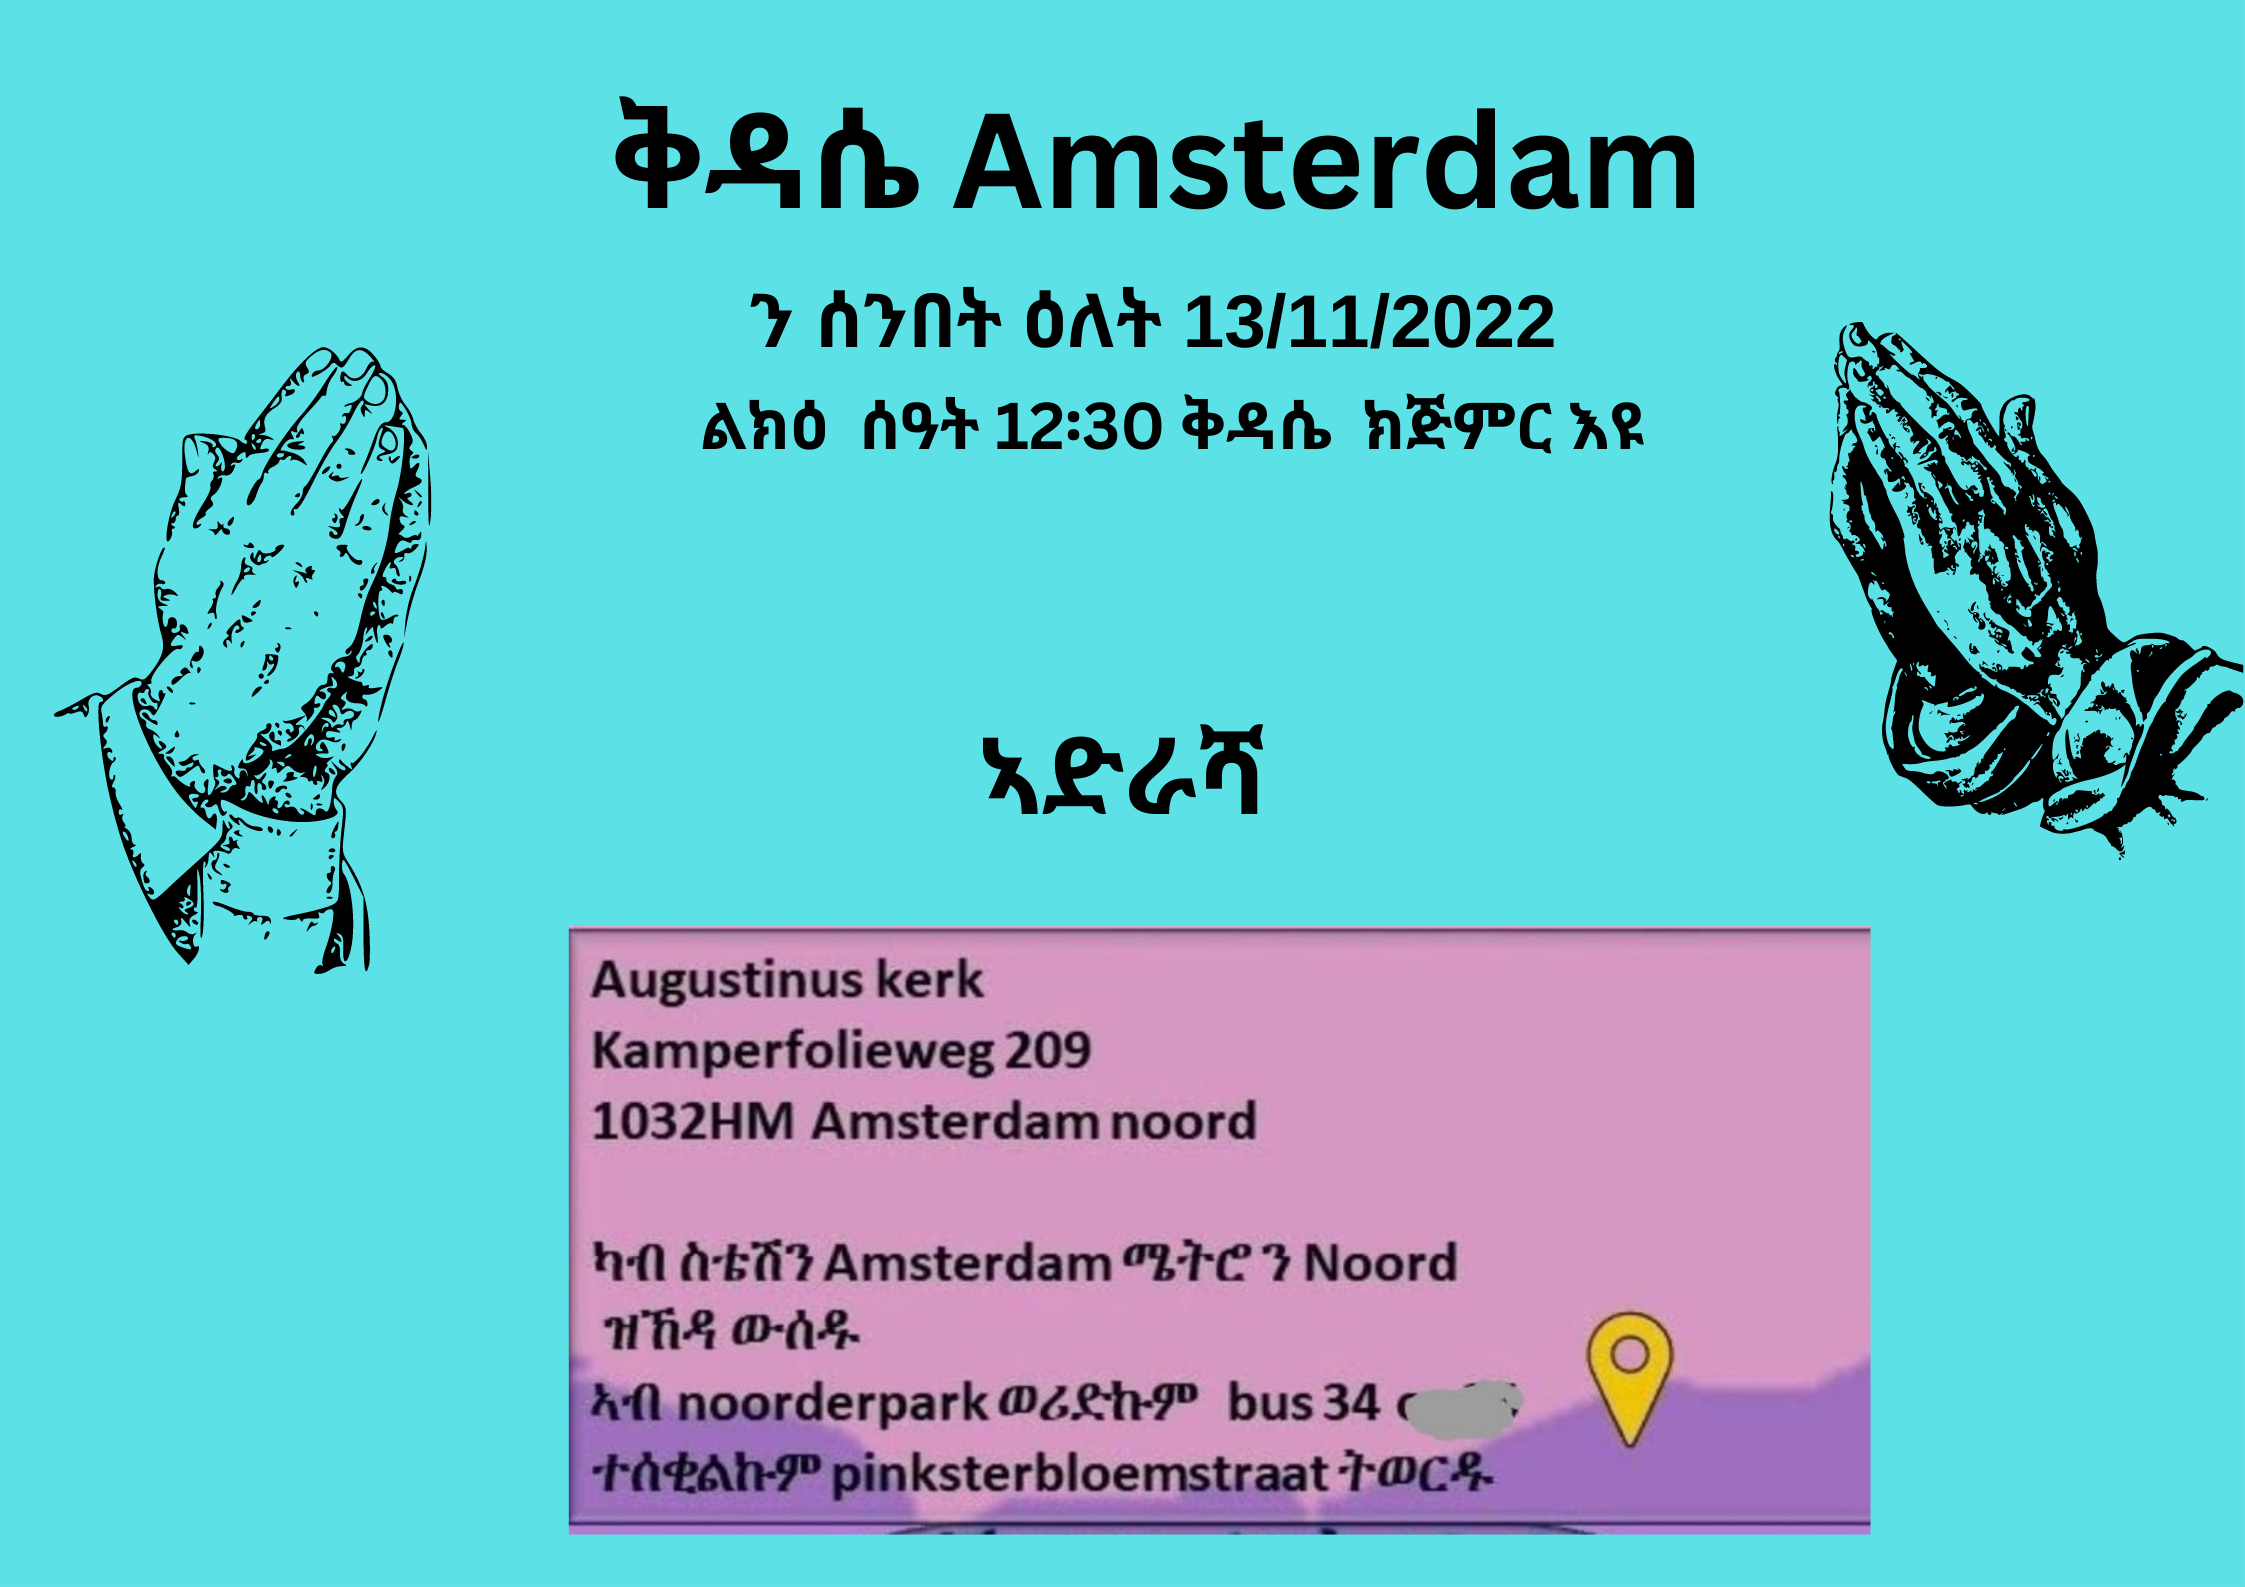 ቅዳሴ Amsterdam
ን ሰንበት ዕለት 13/11/2022
ልክዕ ሰዓት 12:30 ቅዳሴ ክጅምር እዩ
ኣድራሻ
Augustinus kerk
Kamperfolieweg 209
1032HM Amsterdam noord
ካብ ስቴሽን Amsterdam ሜትሮ ን Noord
ዝኸዳ ውሰዱ
ኣብ noorderpark ወሪድኩም bus 34
ተሰቂልኩም pinksterbloemstraat ትወርዱ